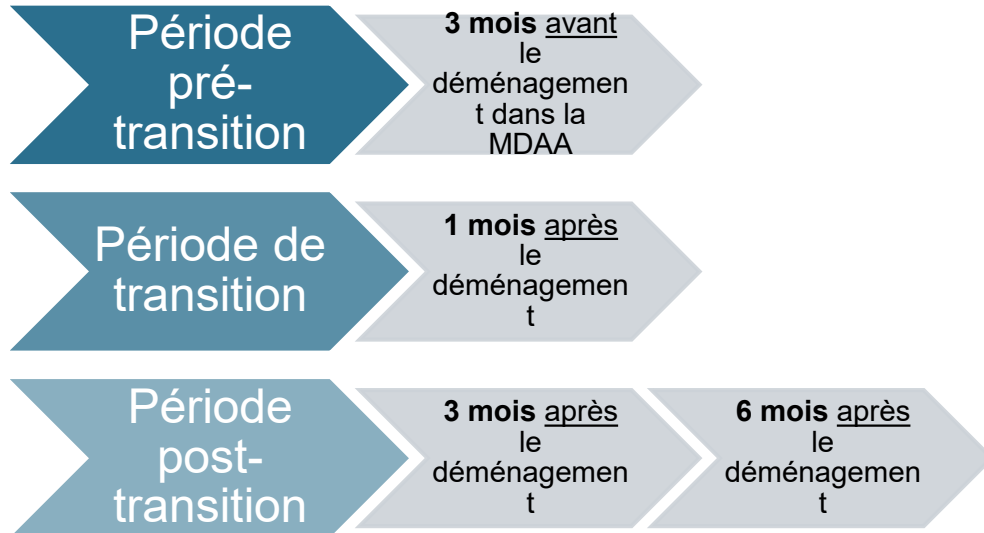 Période
pré-
transition
3 mois avant
le
déménagemen
t dans la
MDAA
Période de
transition
1 mois après
le
déménagemen
t
Période
post-
transition
3 mois après
le
déménagemen
t
6 mois après
le
déménagemen
t